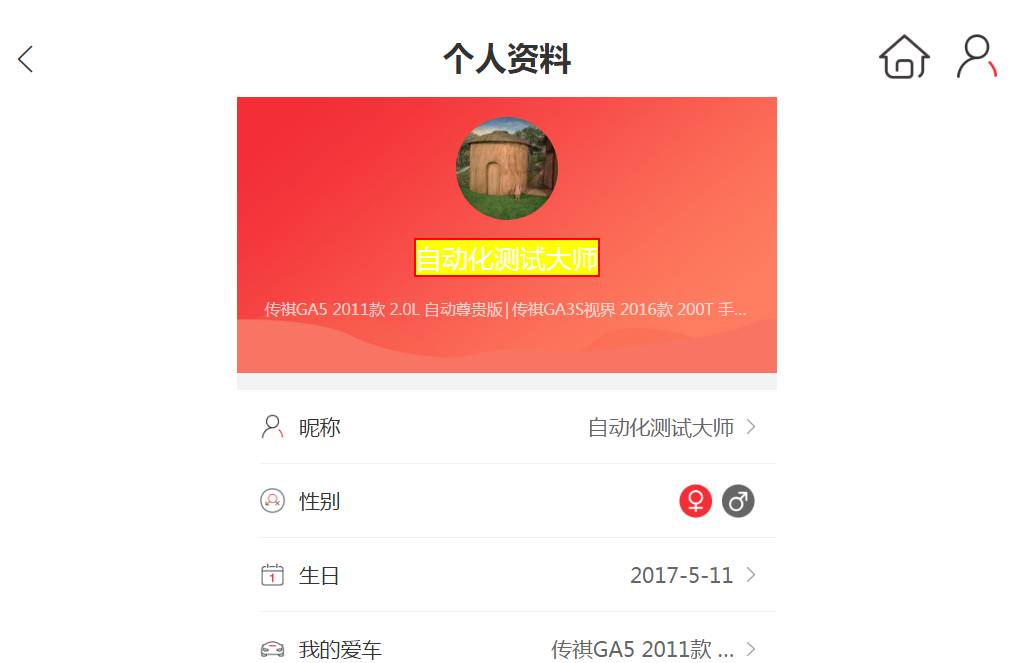 个人资料
自动化测试大师
传祺GA5 2011款 2.0L 自动尊贵版|传祺GA3S视界 2016款 200T 手...
昵称 自动化测试大师
性别
1 生日 2017-5-11
我的爱车 传祺GA5 2011款 ...